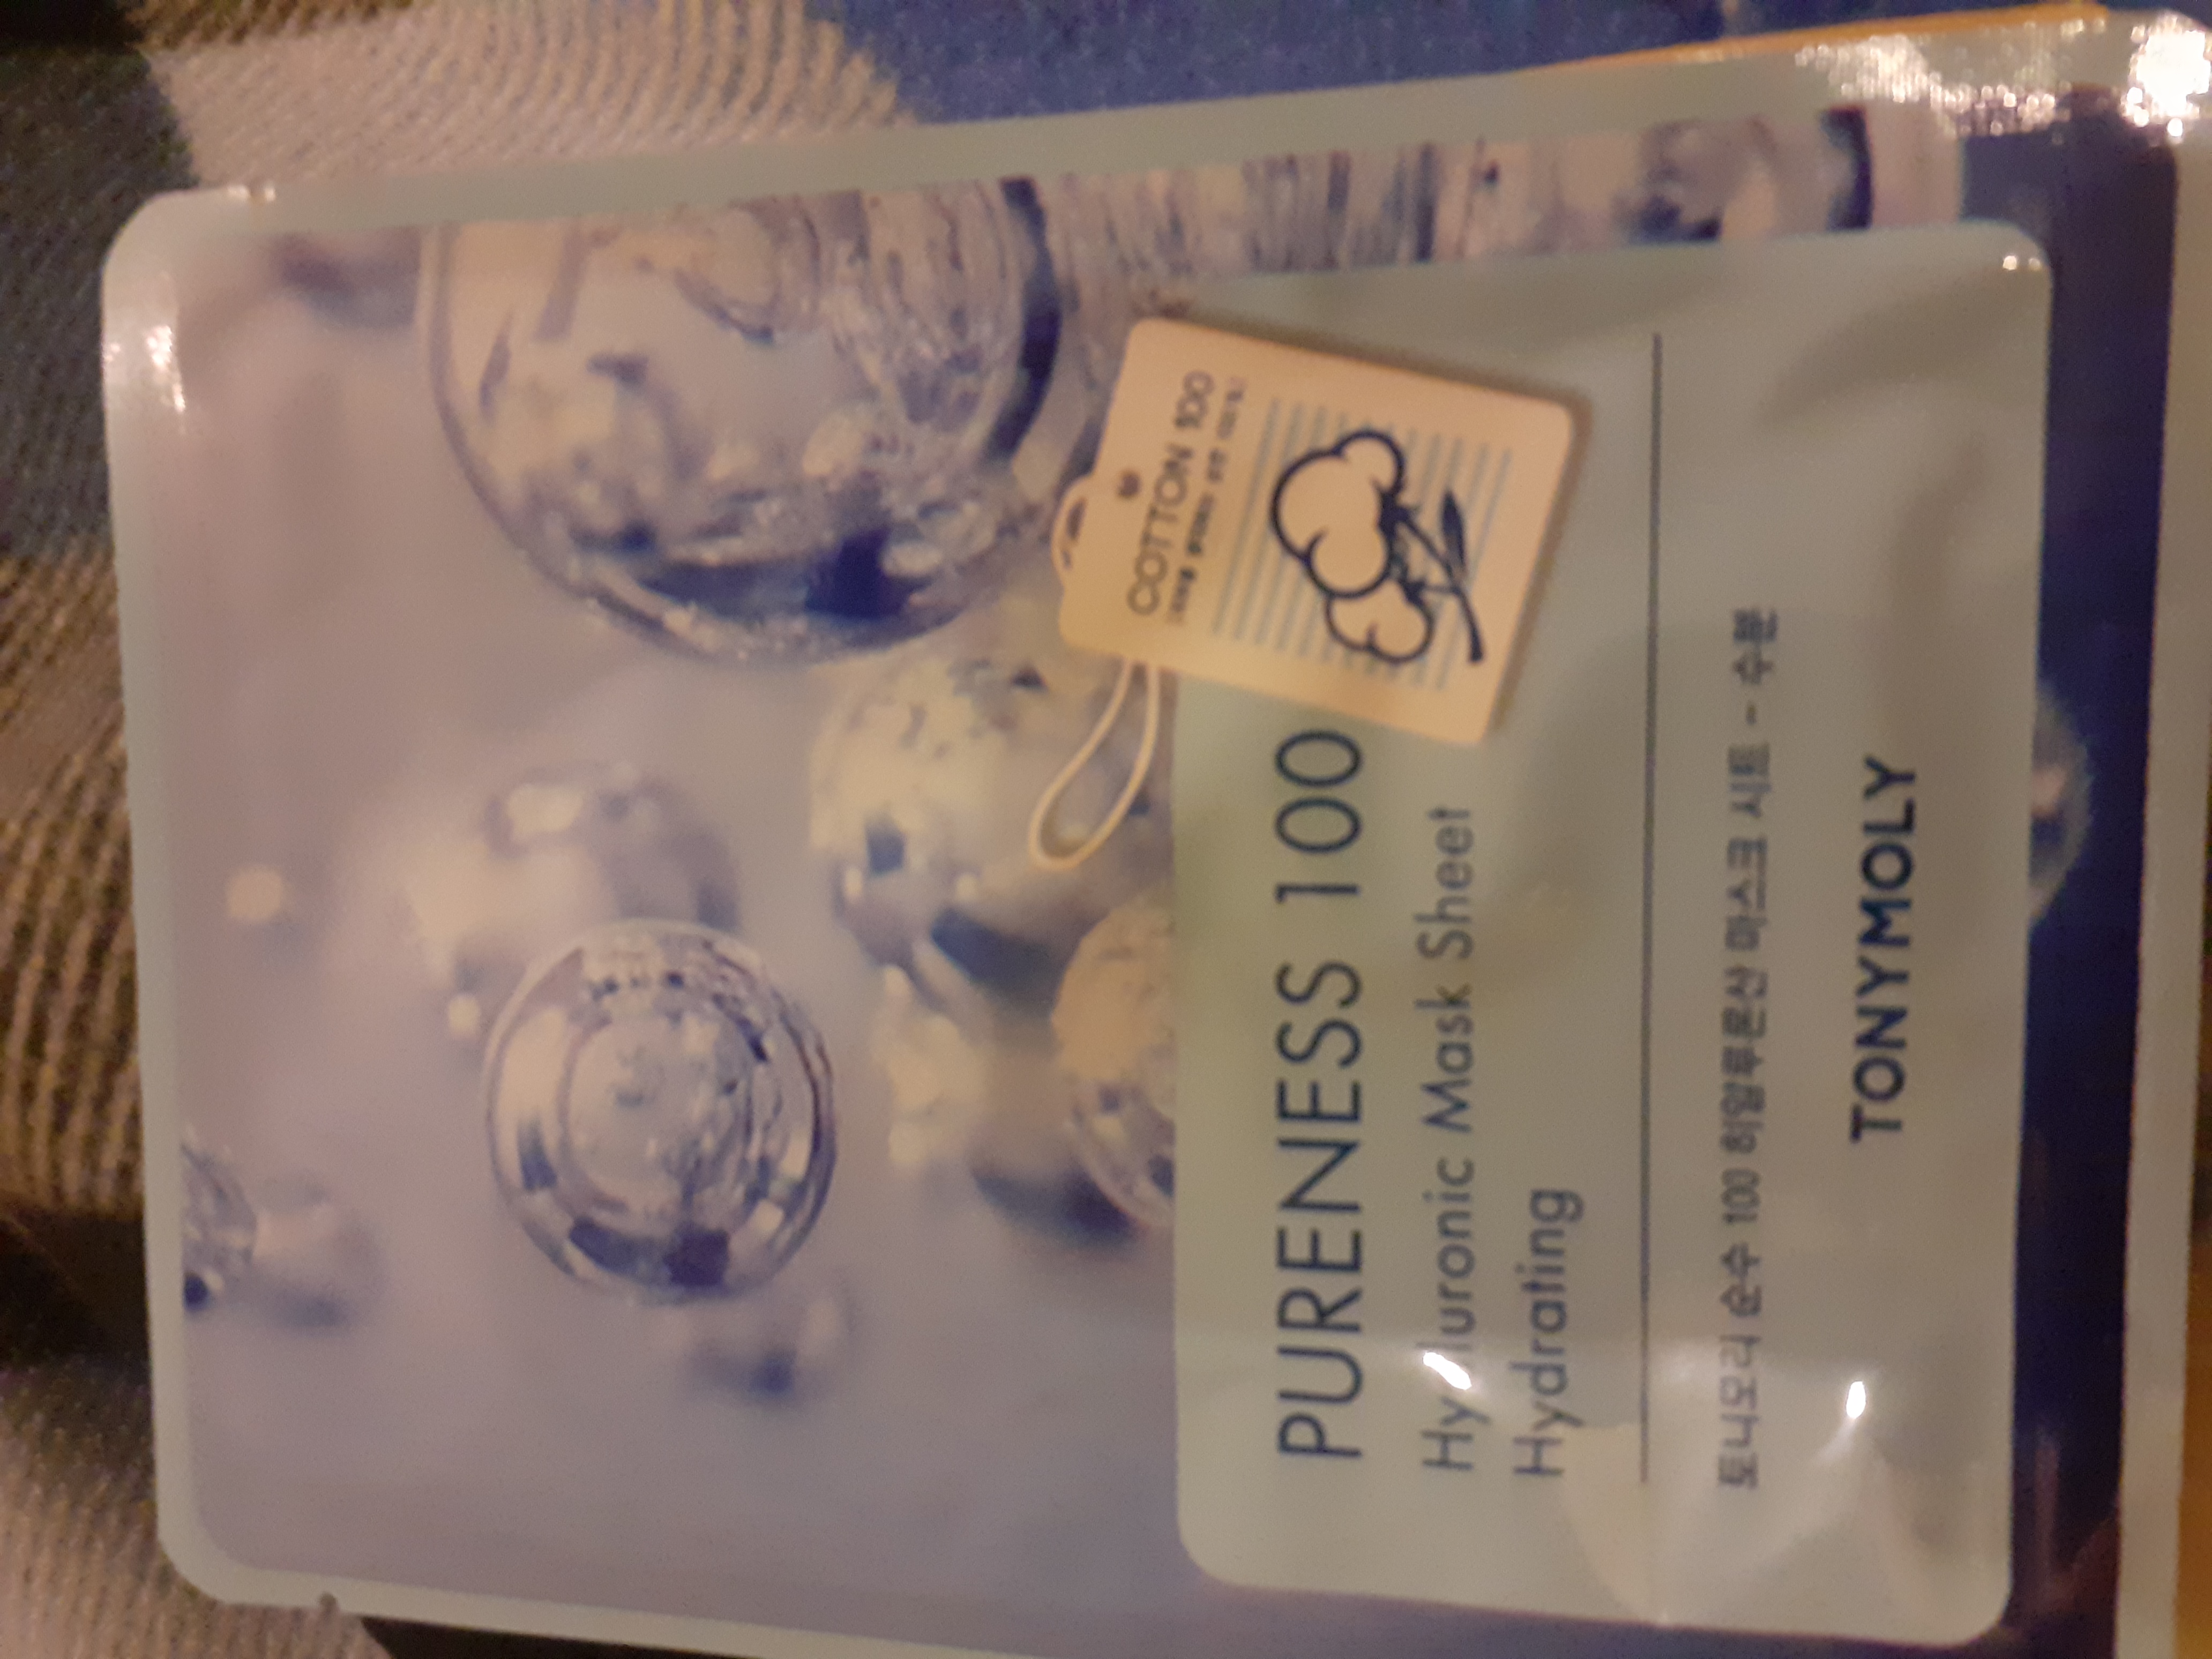 COTTON 100
PURENESS 100
Hyaluronic Mask Sheet
Hydrating
토니모리 순수 100 히알루론산 마스크 시트 - 수분
TONYMOLY